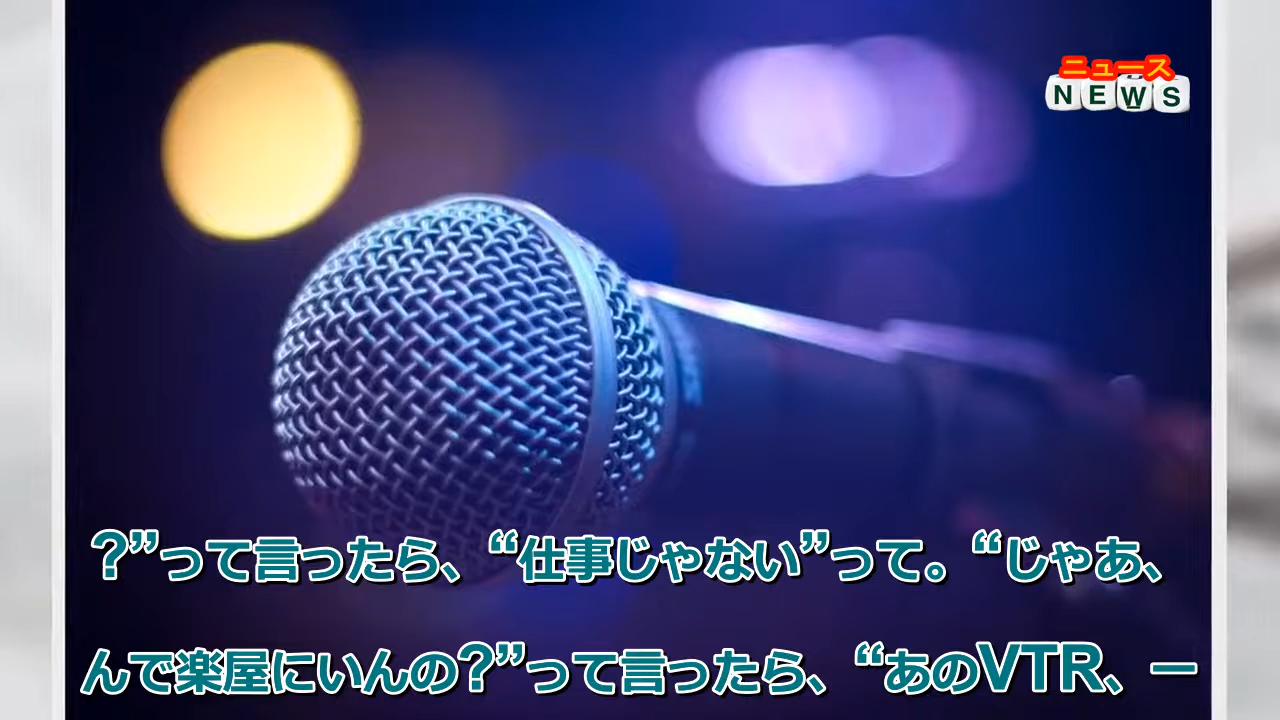 ニュース
NEWS
?”って言ったら、“仕事じゃない”って。“じゃあ、
んで楽屋にいんの?”って言ったら、“あのVTR、一